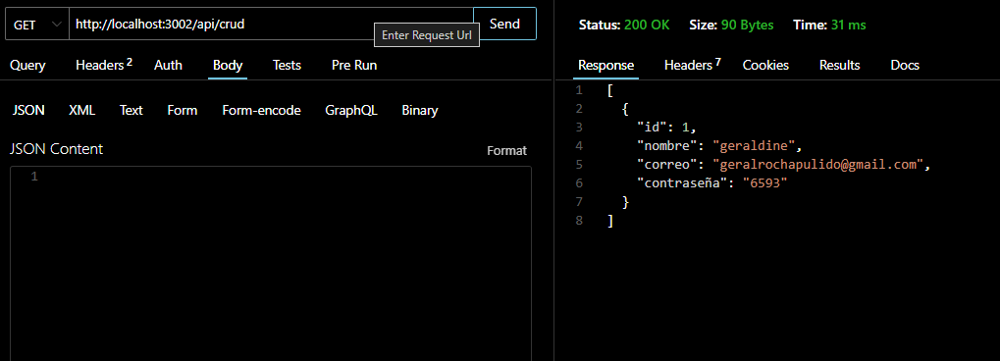 GET http://localhost:3002/api/crud Send
Enter Request Url
Query Headers 2 Auth Body Tests Pre Run
JSON XML Text Form Form-encode GraphQL Binary
JSON Content Format
1
Status: 200 OK Size: 90 Bytes Time: 31 ms
Response Headers 7 Cookies Results Docs
1 [
2 {
3 "id": 1,
4 "nombre": "geraldine",
5 "correo": "geralrochapulido@gmail.com",
6 "contraseña": "6593"
7 }
8 ]